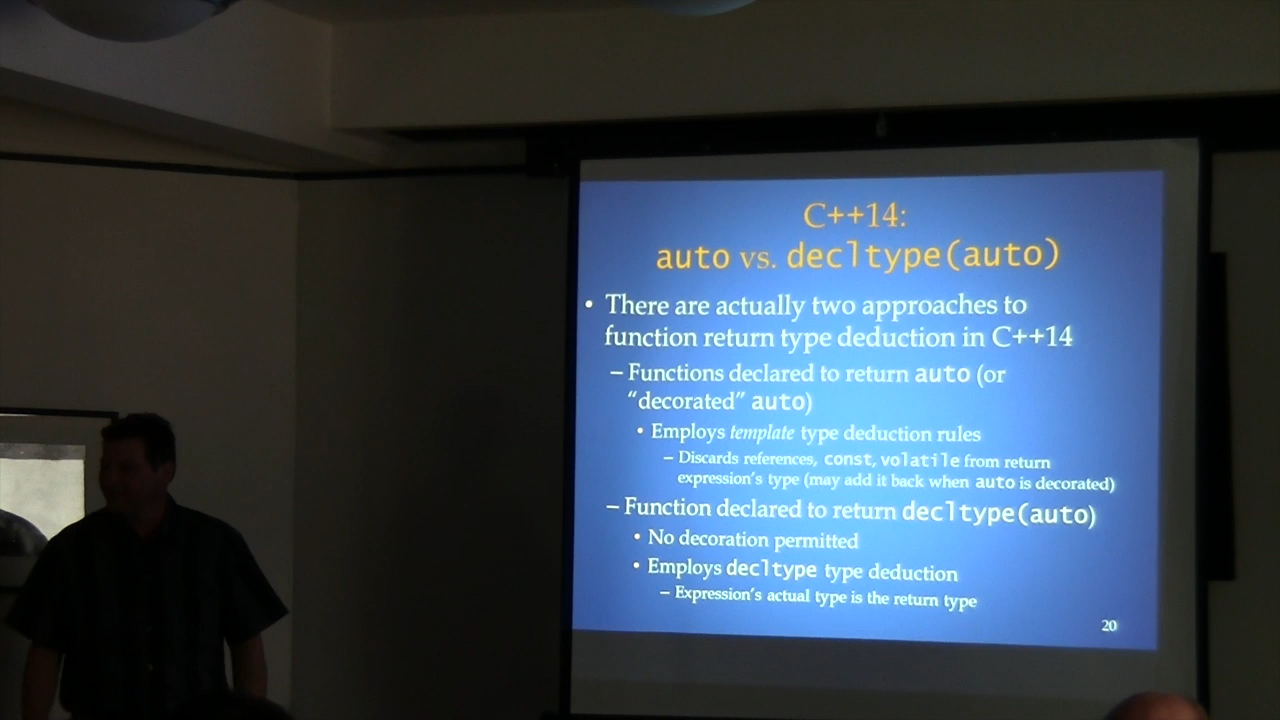 C++14:
auto vs. decltype(auto)
• There are actually two approaches to
function return type deduction in C++14
– Functions declared to return auto (or
“decorated” auto)
• Employs template type deduction rules
– Discards references, const, volatile from return
expression’s type (may add it back when auto is decorated)
– Function declared to return decltype(auto)
• No decoration permitted
• Employs decltype type deduction
– Expression’s actual type is the return type
20